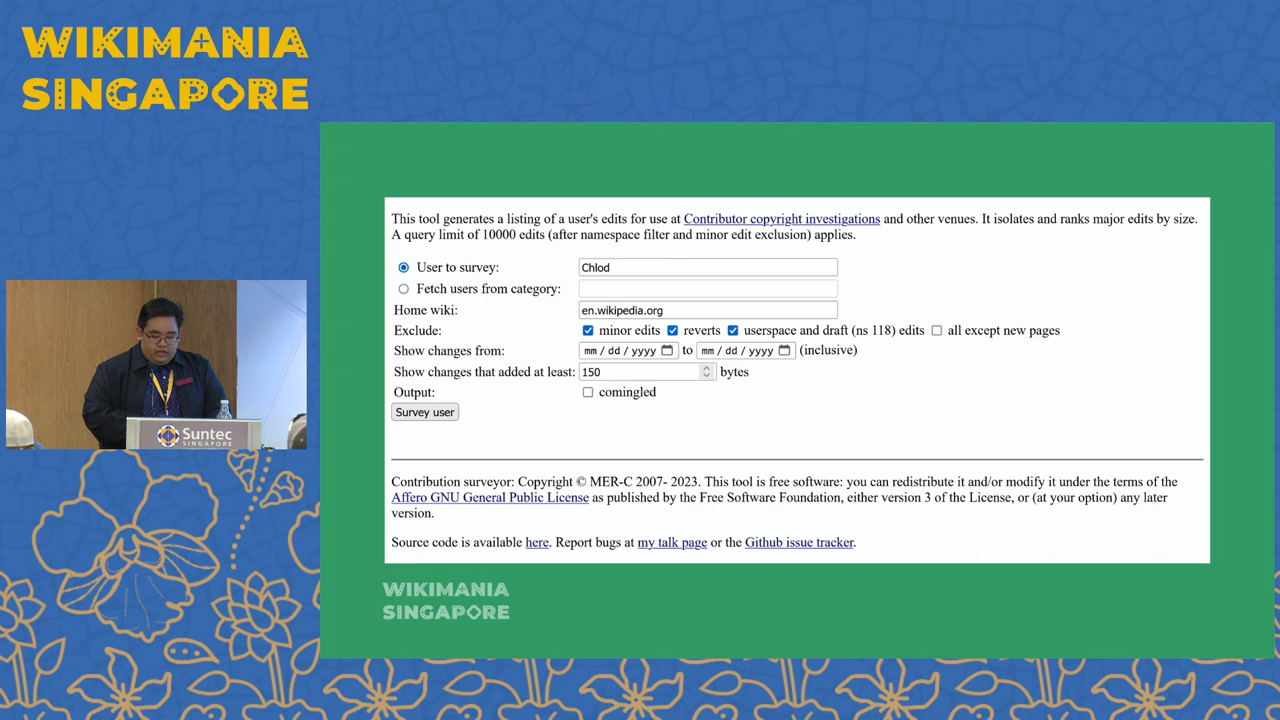 WIKIMANIA
SINGAPORE
This tool generates a listing of a user's edits for use at Contributor copyright investigations and other venues. It isolates and ranks major edits by size.
A query limit of 10000 edits (after namespace filter and minor edit exclusion) applies.
User to survey: Chlod
Fetch users from category:
Home wiki: en.wikipedia.org
Exclude: minor edits reverts userspace and draft (ns 118) edits all except new pages
Show changes from: mm/dd/yyyy to mm/dd/yyyy (inclusive)
Show changes that added at least: 150 bytes
Output: comingled
Survey user
Contribution surveyor: Copyright © MER-C 2007- 2023. This tool is free software: you can redistribute it and/or modify it under the terms of the
Affero GNU General Public License as published by the Free Software Foundation, either version 3 of the License, or (at your option) any later
version.
Source code is available here. Report bugs at my talk page or the Github issue tracker.
WIKIMANIA
SINGAPORE
Suntec
SINGAPORE